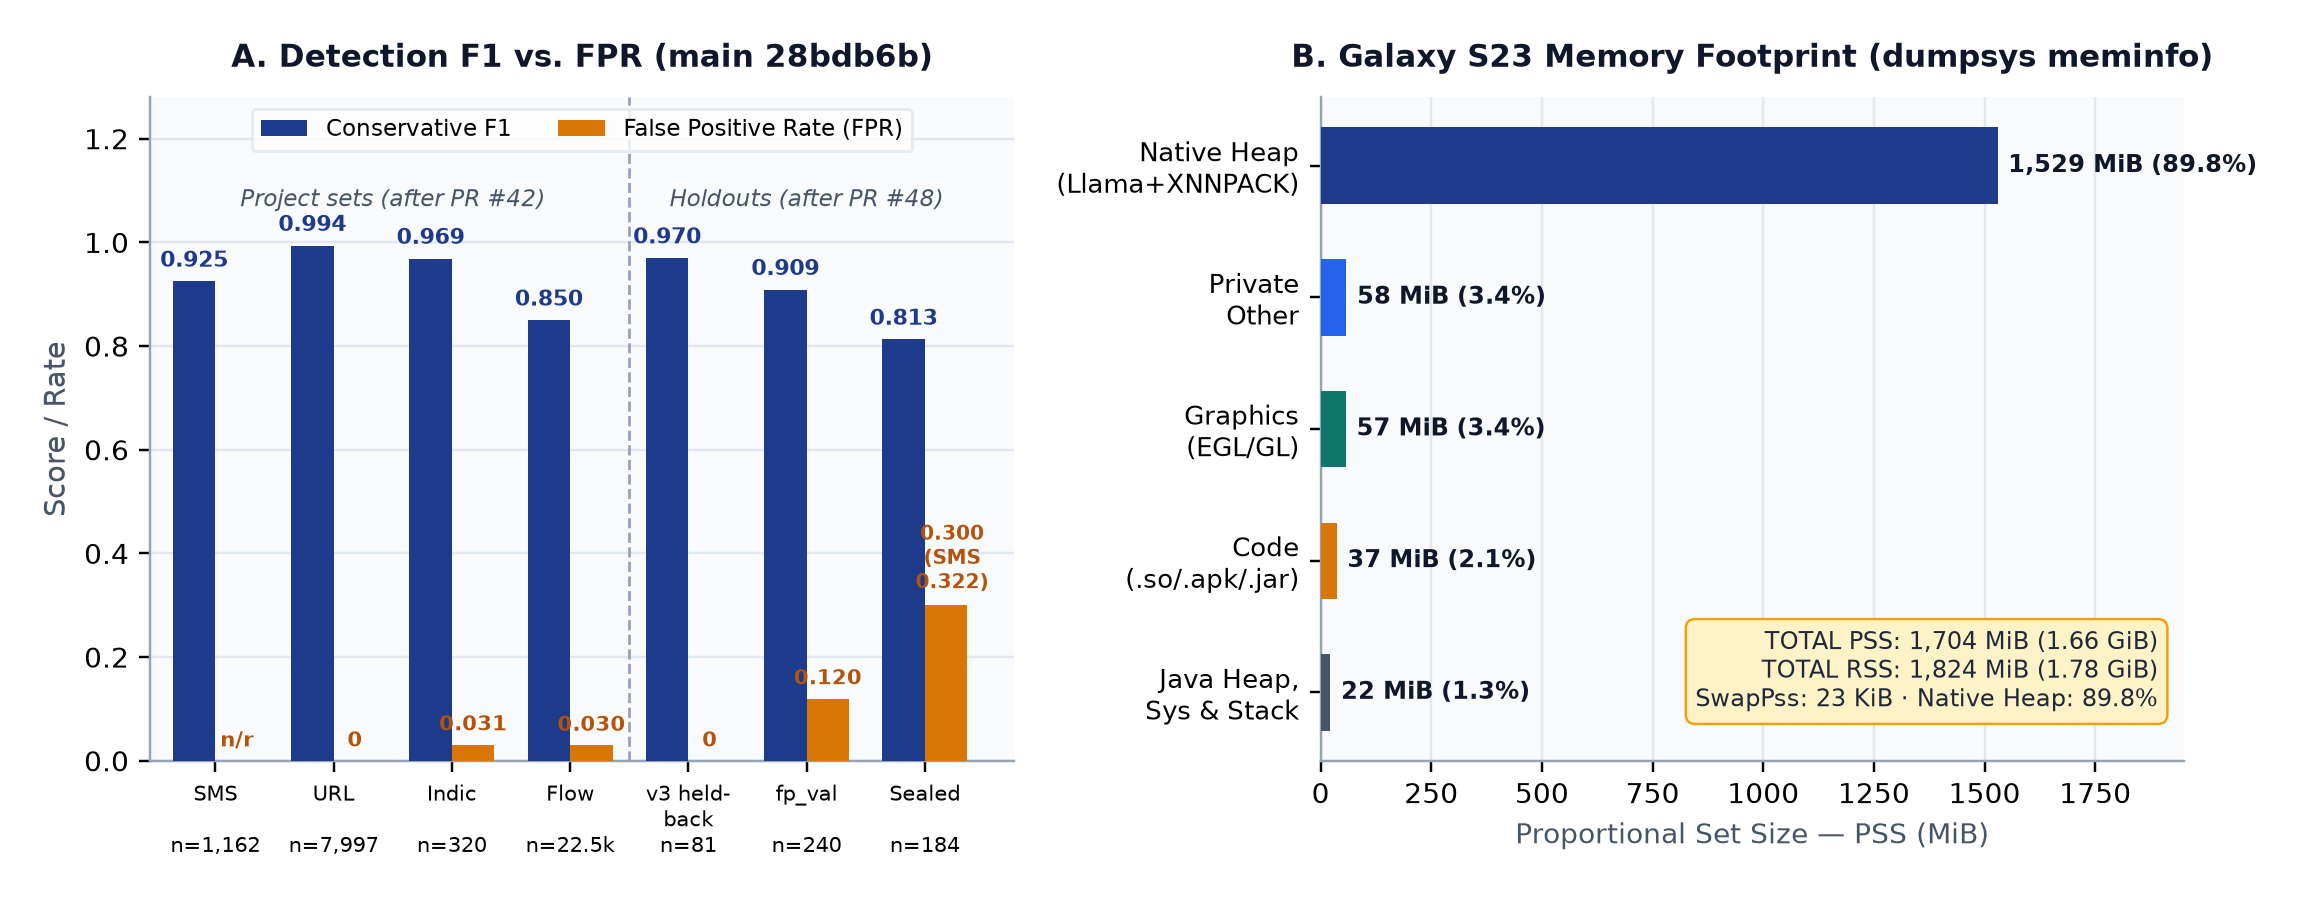 A. Detection F1 vs. FPR (main 28bdb6b)
Conservative F1
False Positive Rate (FPR)
Project sets (after PR #42)
Holdouts (after PR #48)
Score / Rate
1.2
1.0
0.8
0.6
0.4
0.2
0.0
0.925
0.994
0.969
0.850
0.970
0.909
0.813
n/r
0
0.031
0.030
0
0.120
0.300
(SMS
0.322)
SMS
n=1,162
URL
n=7,997
Indic
n=320
Flow
n=22.5k
v3 held-
back
n=81
fp_val
n=240
Sealed
n=184
B. Galaxy S23 Memory Footprint (dumpsys meminfo)
Native Heap
(Llama+XNNPACK)
1,529 MiB (89.8%)
Private
Other
58 MiB (3.4%)
Graphics
(EGL/GL)
57 MiB (3.4%)
Code
(.so/.apk/.jar)
37 MiB (2.1%)
Java Heap,
Sys & Stack
22 MiB (1.3%)
TOTAL PSS: 1,704 MiB (1.66 GiB)
TOTAL RSS: 1,824 MiB (1.78 GiB)
SwapPss: 23 KiB · Native Heap: 89.8%
0 250 500 750 1000 1250 1500 1750
Proportional Set Size — PSS (MiB)